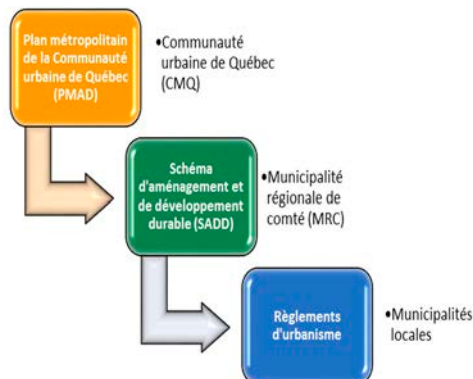 Plan métropolitain
de la Communauté
urbaine de Québec
(PMAD)
•Communauté
urbaine de Québec
(CMQ)
Schéma
d'aménagement et
de développement
durable (SADD)
•Municipalité
régionale de
comté (MRC)
Règlements
d'urbanisme
•Municipalités
locales